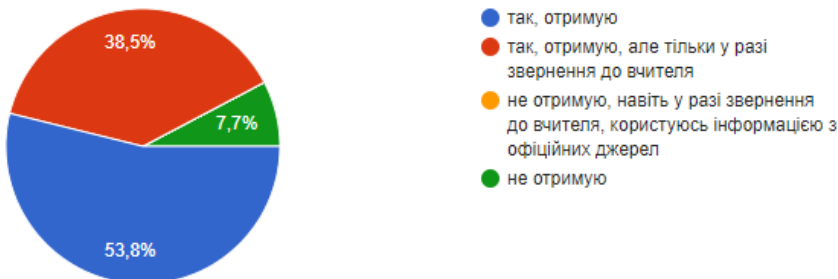 38,5%
7,7%
53,8%
так, отримую
так, отримую, але тільки у разі
звернення до вчителя
не отримую, навіть у разі звернення
до вчителя, користуюсь інформацією з
офіційних джерел
не отримую